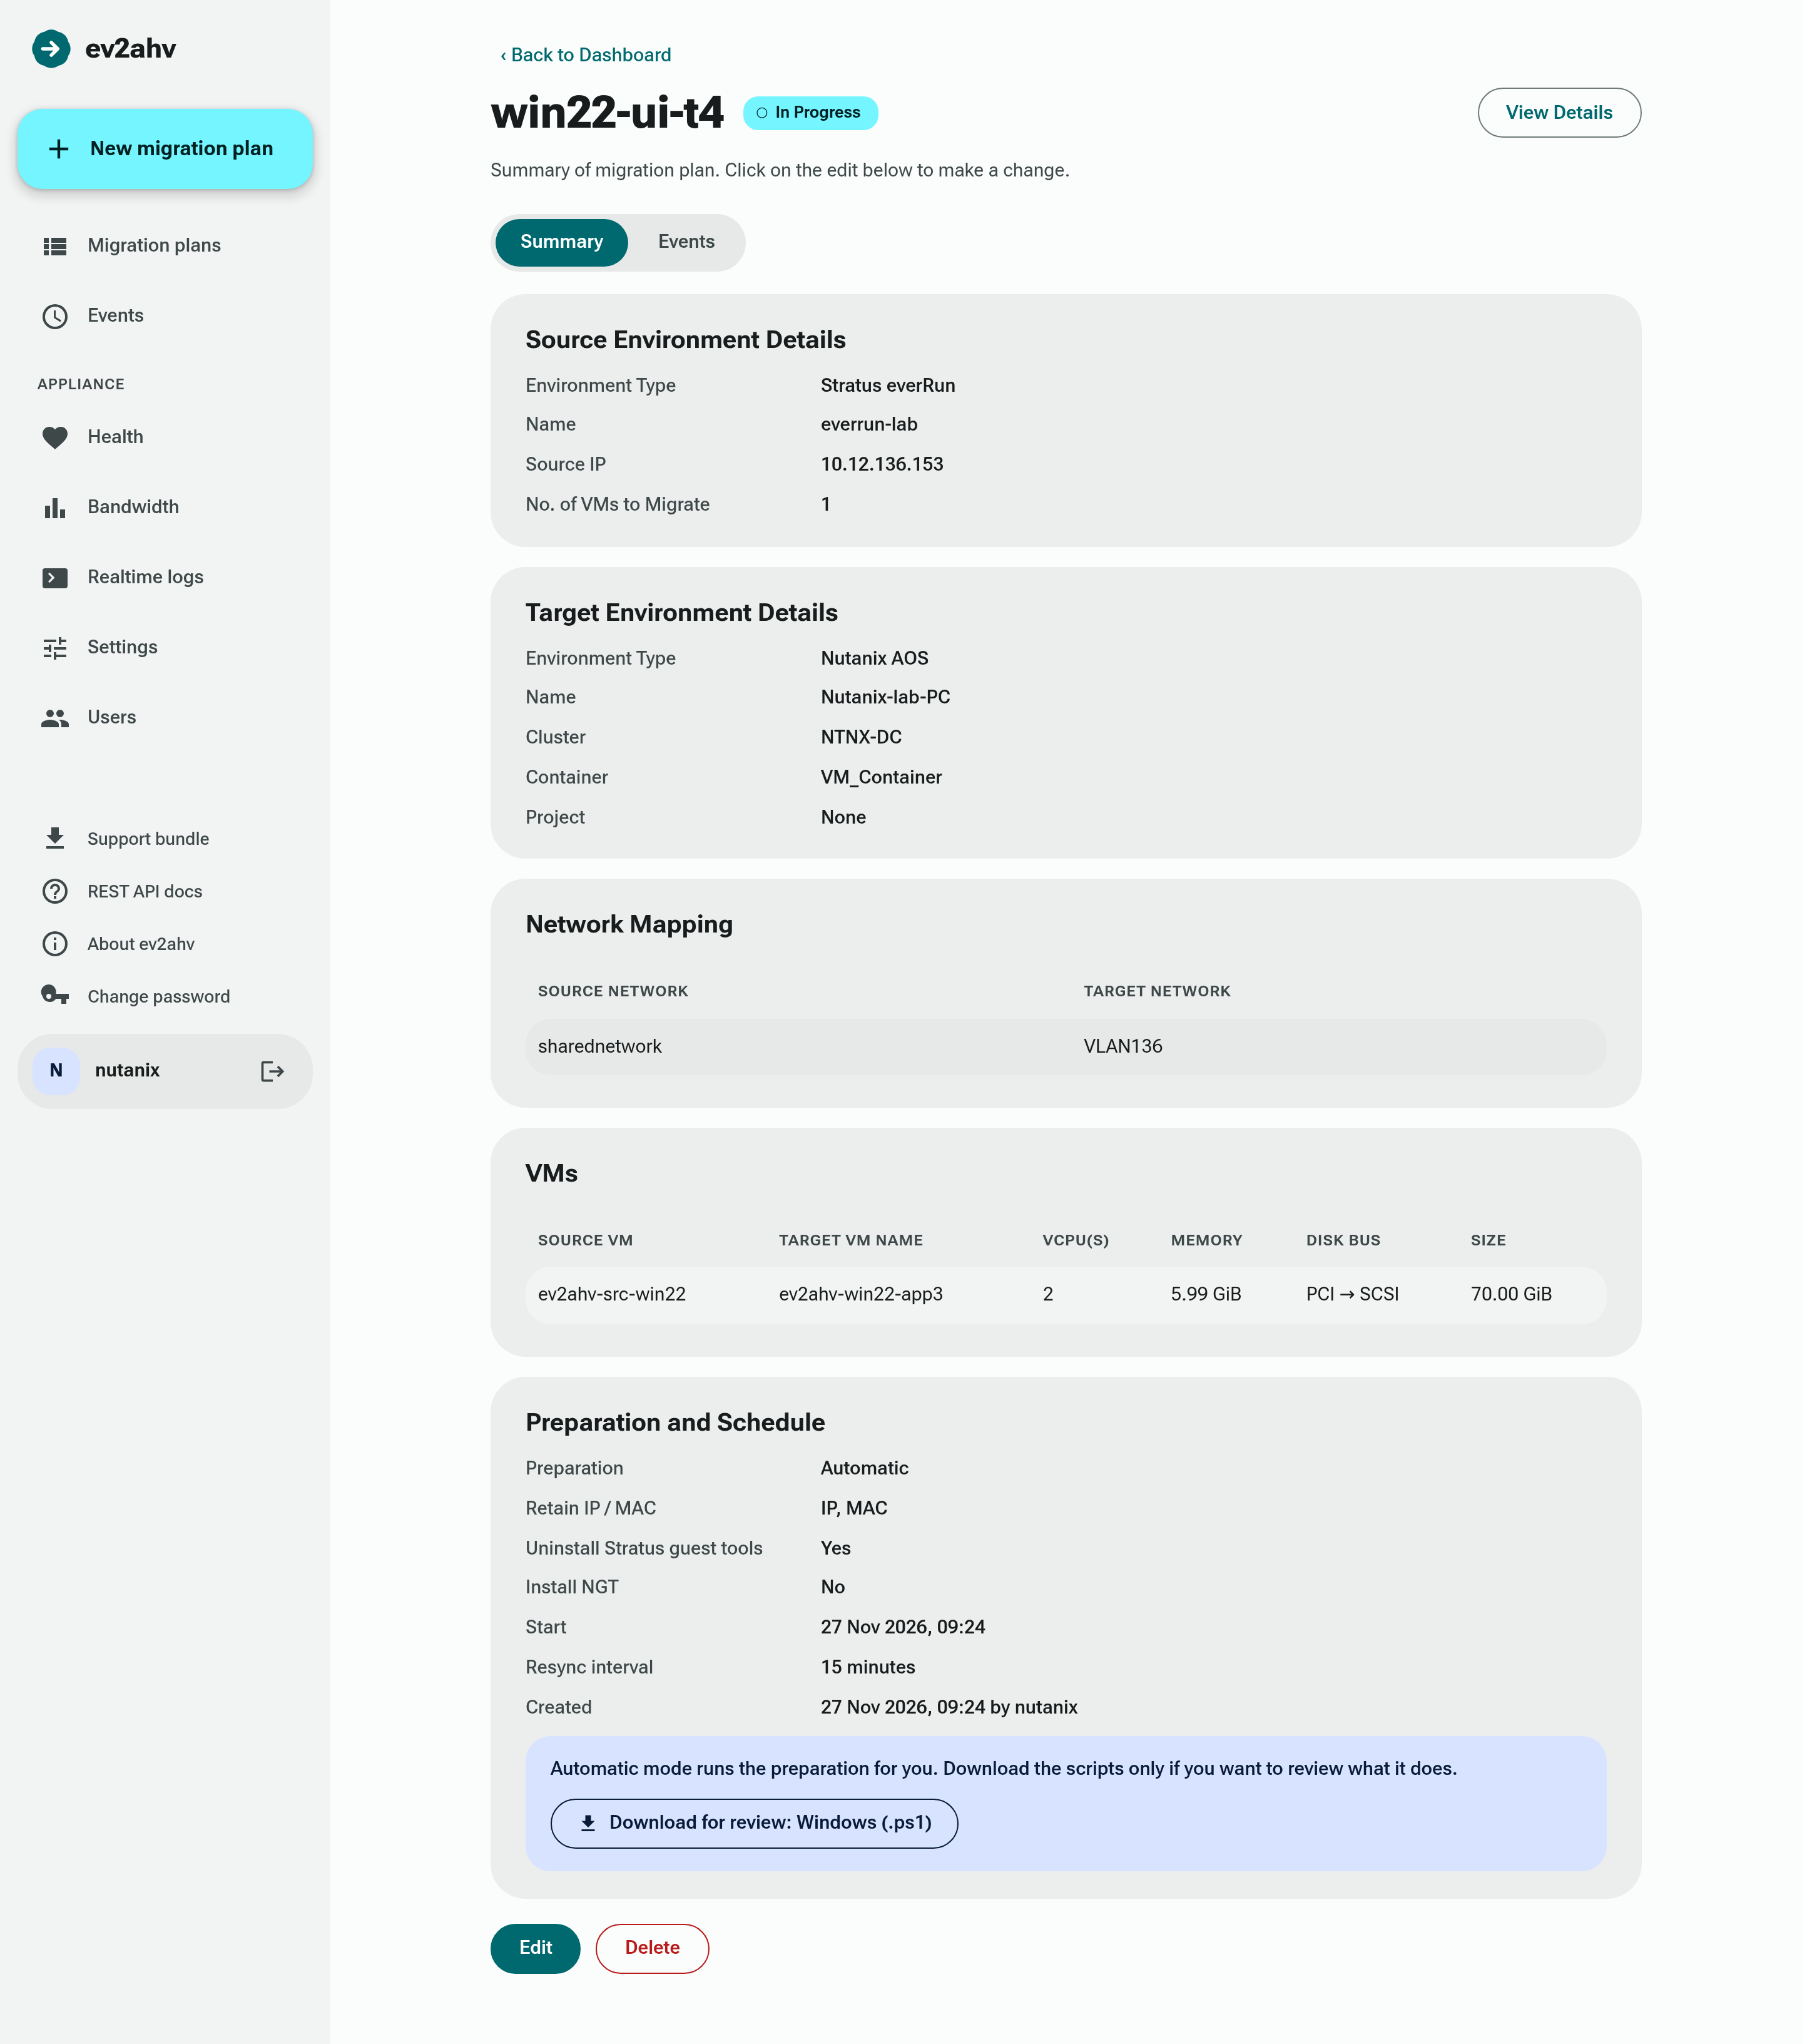 ev2ahv
New migration plan
Migration plans
Events
APPLIANCE
Health
Bandwidth
Realtime logs
Settings
Users
Support bundle
REST API docs
About ev2ahv
Change password
N nutanix
‹ Back to Dashboard
win22-ui-t4 In Progress View Details
Summary of migration plan. Click on the edit below to make a change.
Summary Events
Source Environment Details
Environment Type Stratus everRun
Name everrun-lab
Source IP 10.12.136.153
No. of VMs to Migrate 1
Target Environment Details
Environment Type Nutanix AOS
Name Nutanix-lab-PC
Cluster NTNX-DC
Container VM_Container
Project None
Network Mapping
SOURCE NETWORK TARGET NETWORK
sharednetwork VLAN136
VMs
SOURCE VM TARGET VM NAME VCPU(S) MEMORY DISK BUS SIZE
ev2ahv-src-win22 ev2ahv-win22-app3 2 5.99 GiB PCI → SCSI 70.00 GiB
Preparation and Schedule
Preparation Automatic
Retain IP / MAC IP, MAC
Uninstall Stratus guest tools Yes
Install NGT No
Start 27 Nov 2026, 09:24
Resync interval 15 minutes
Created 27 Nov 2026, 09:24 by nutanix
Automatic mode runs the preparation for you. Download the scripts only if you want to review what it does.
Download for review: Windows (.ps1)
Edit Delete